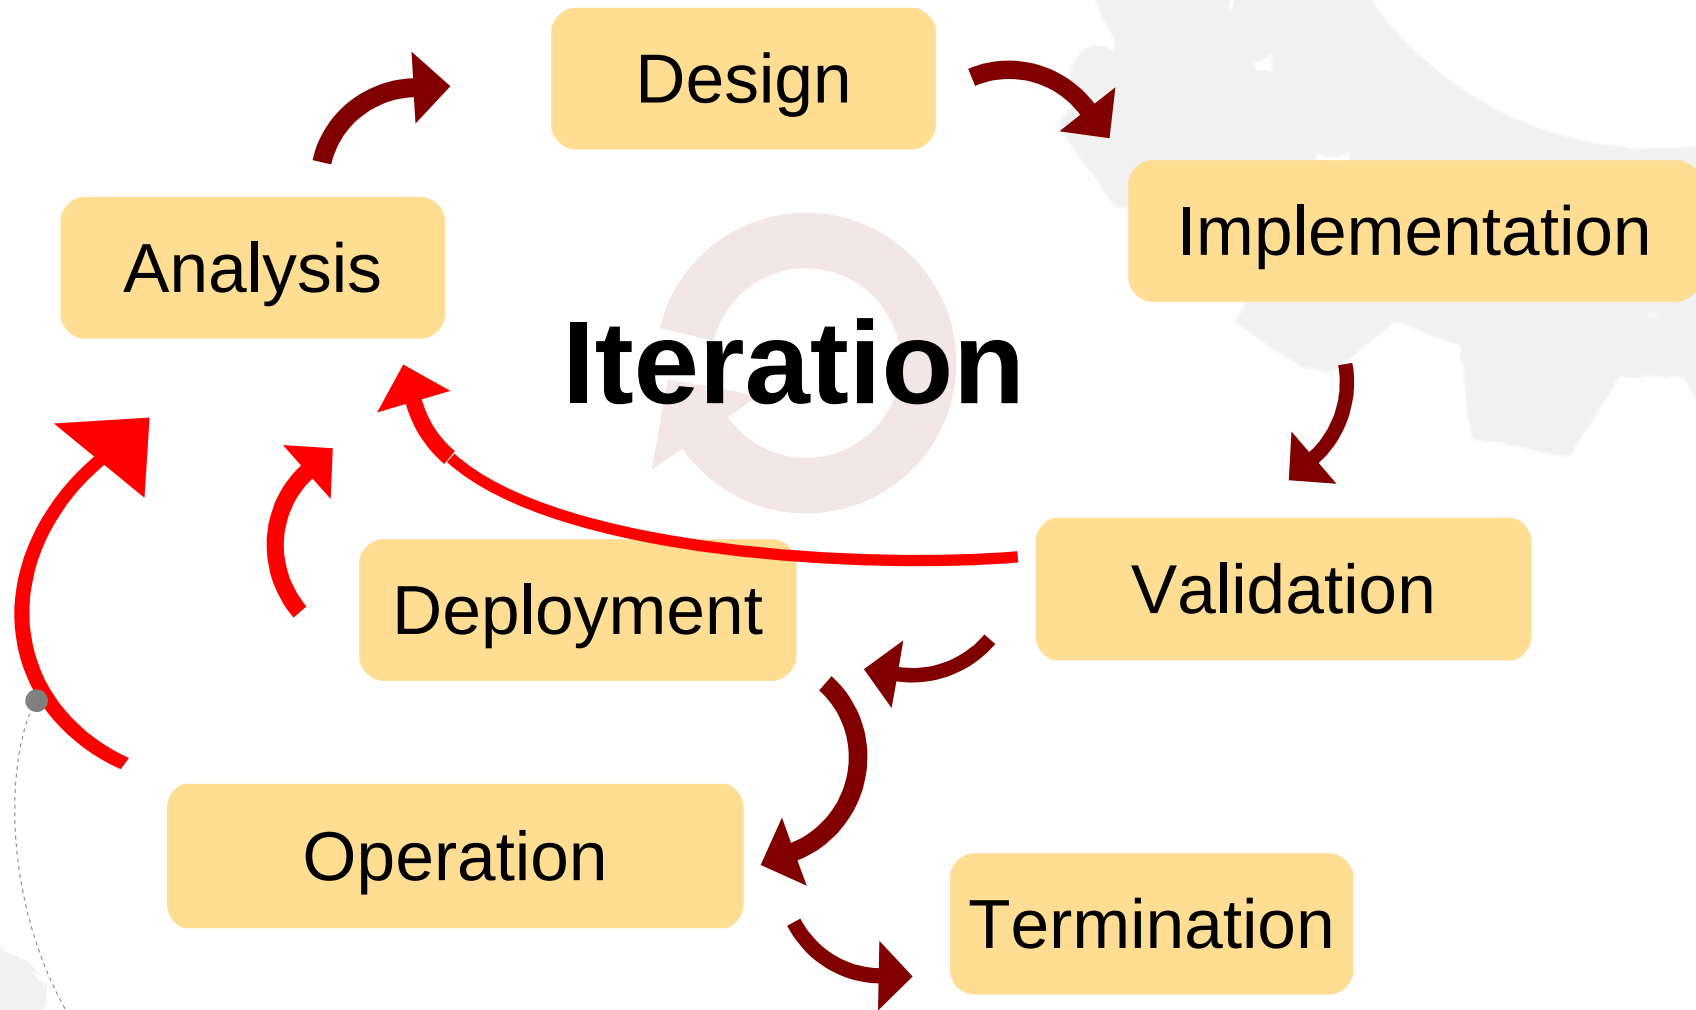 Design
Implementation
Analysis
Iteration
Validation
Deployment
Operation
Termination